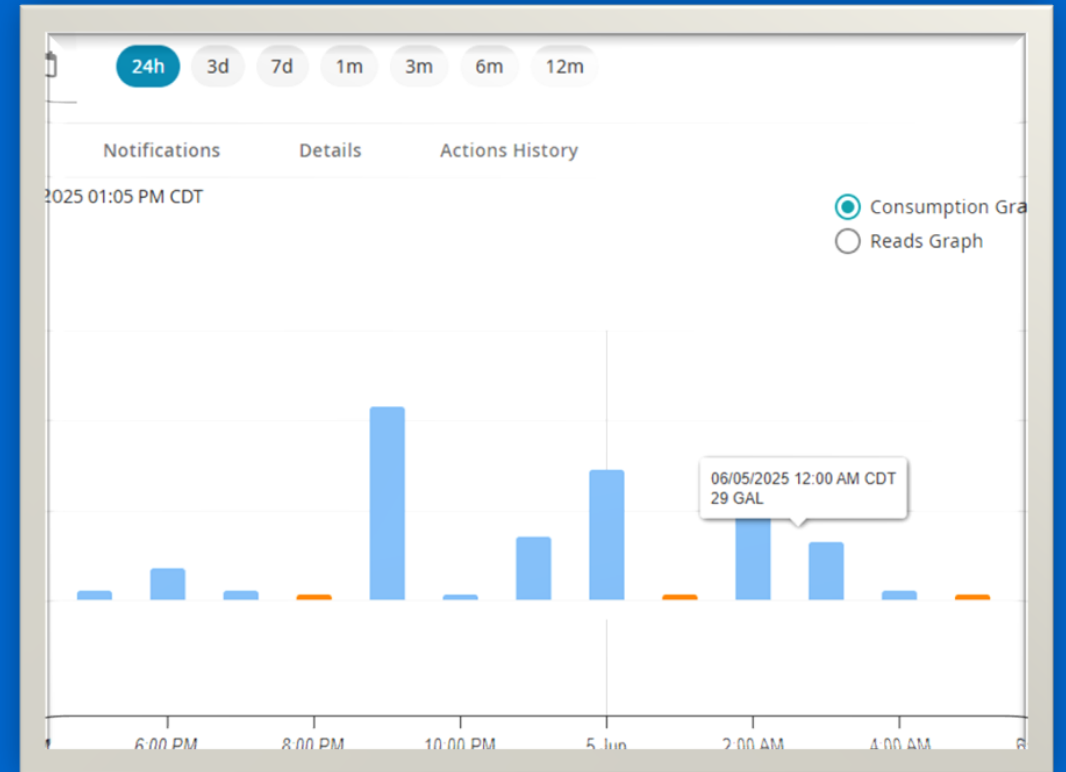 24h 3d 7d 1m 3m 6m 12m
Notifications Details Actions History
2025 01:05 PM CDT
Consumption Gra
Reads Graph
06/05/2025 12:00 AM CDT
29 GAL
6:00 PM 8:00 PM 10:00 PM 5 Jun 2:00 AM 4:00 AM